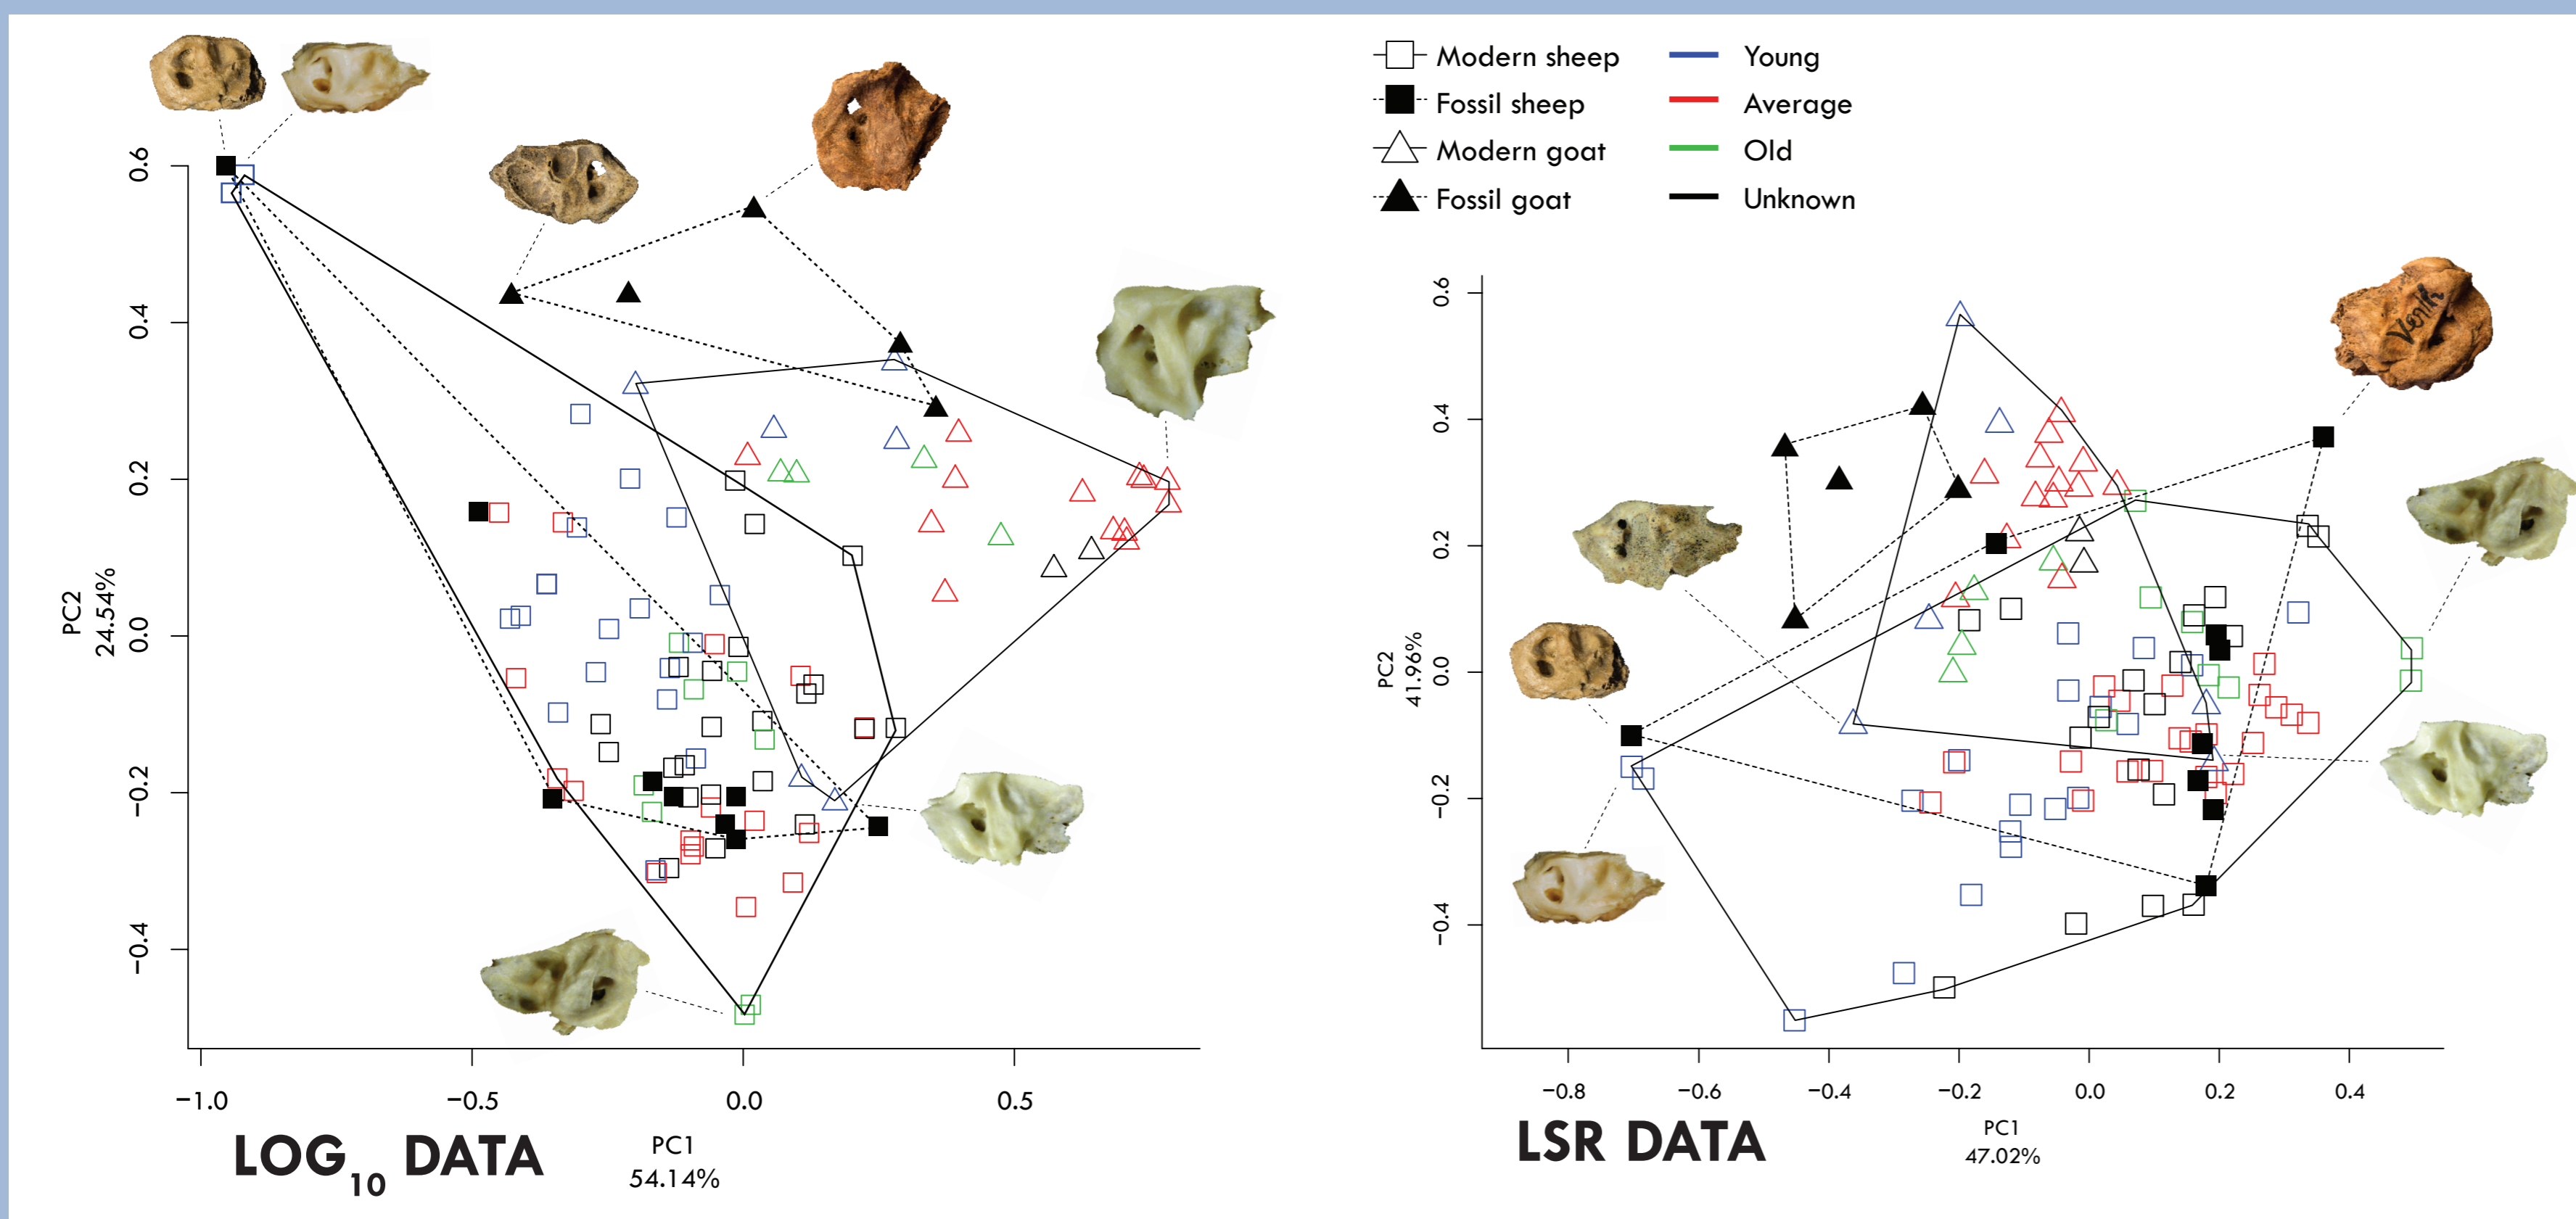 Modern sheep
Fossil sheep
Modern goat
Fossil goat
Young
Average
Old
Unknown
0.6
0.4
0.2
0.0
−0.2
−0.4
PC2
24.54%
−1.0 −0.5 0.0 0.5
LOG10 DATA
PC1
54.14%
0.6
0.4
0.2
0.0
−0.2
−0.4
PC2
41.96%
−0.8 −0.6 −0.4 −0.2 0.0 0.2 0.4
LSR DATA
PC1
47.02%